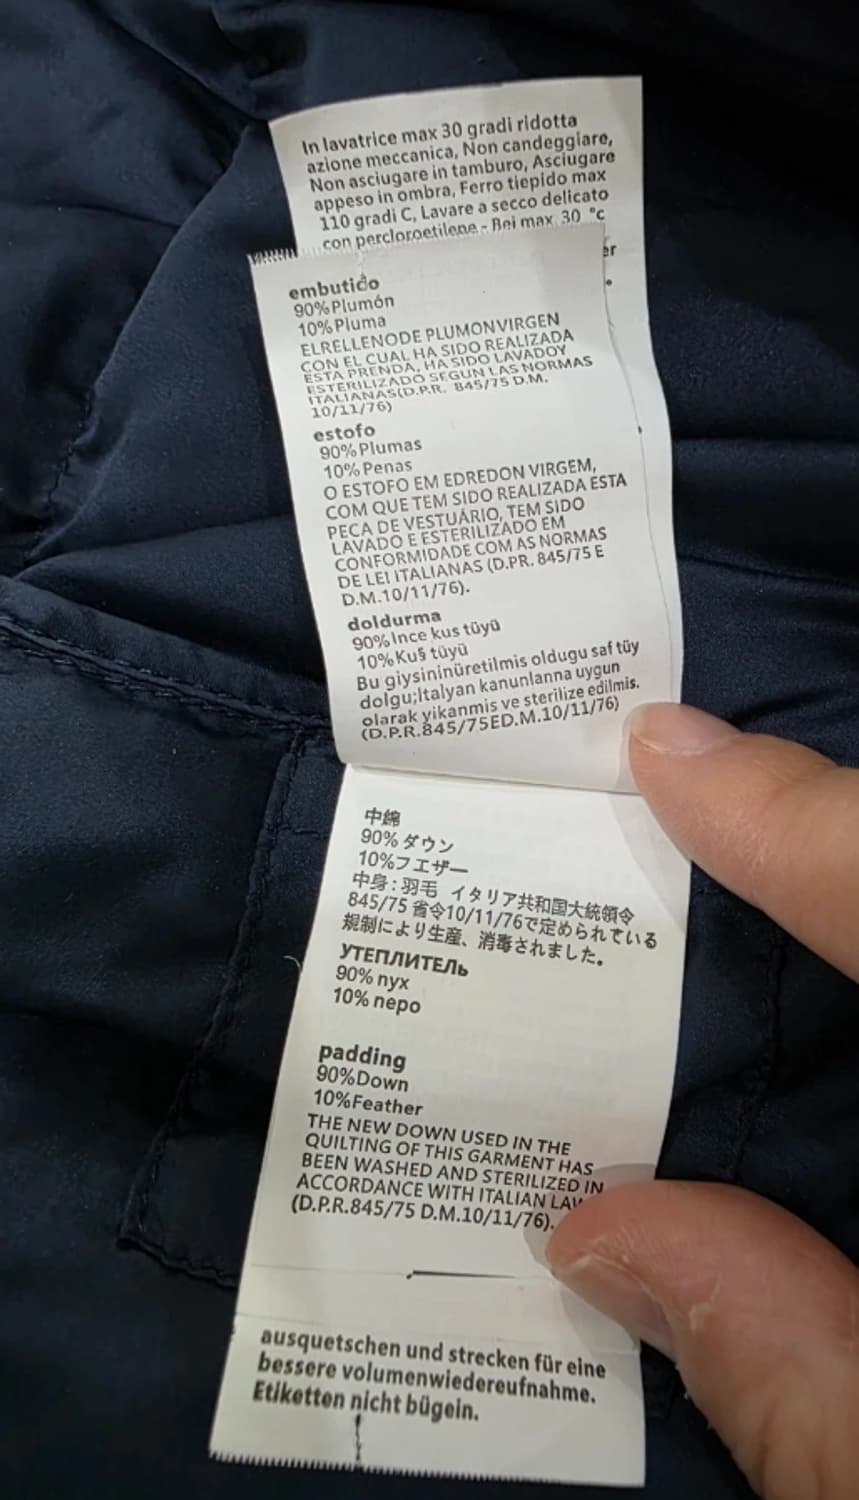 In lavatrice max 30 gradi ridotta
azione meccanica, Non candeggiare,
Non asciugare in tamburo, Asciugare
appeso in ombra, Ferro tiepido max
110 gradi C, Lavare a secco delicato
con percloroetilene - Bei max. 30 °c
er
embutido
90%Plumón
10%Pluma
ELRELLENODE PLUMONVIRGEN
CON EL CUAL HA SIDO REALIZADA
ESTA PRENDA, HA SIDO LAVADOY
ESTERILIZADO SEGUN LAS NORMAS
ITALIANAS(D.P.R. 845/75 D.M.
10/11/76)
estofo
90%Plumas
10%Penas
O ESTOFO EM EDREDON VIRGEM,
COM QUE TEM SIDO REALIZADA ESTA
PECA DE VESTUÁRIO, TEM SIDO
LAVADO E ESTERILIZADO EM
CONFORMIDADE COM AS NORMAS
DE LEI ITALIANAS (D.PR. 845/75 E
D.M.10/11/76).
doldurma
90%Ince kus tüyü
10%Ku§ tüyü
Bu giysininüretilmis oldugu saf tüy
dolgu;Italyan kanunlanna uygun
olarak yikanmis ve sterilize edilmis.
(D.P.R.845/75ED.M.10/11/76)
中綿
90% ダウン
10%フエザー
中身:羽毛 イタリア共和国大統領令
845/75 省令10/11/76で定められている
規制により生産、消毒されました。
УТЕПЛИТЕЛЬ
90% пух
10% перо
padding
90%Down
10%Feather
THE NEW DOWN USED IN THE
QUILTING OF THIS GARMENT HAS
BEEN WASHED AND STERILIZED IN
ACCORDANCE WITH ITALIAN LAW
(D.P.R.845/75 D.M.10/11/76).
ausquetschen und strecken für eine
bessere volumenwiedereufnahme.
Etiketten nicht bügein.